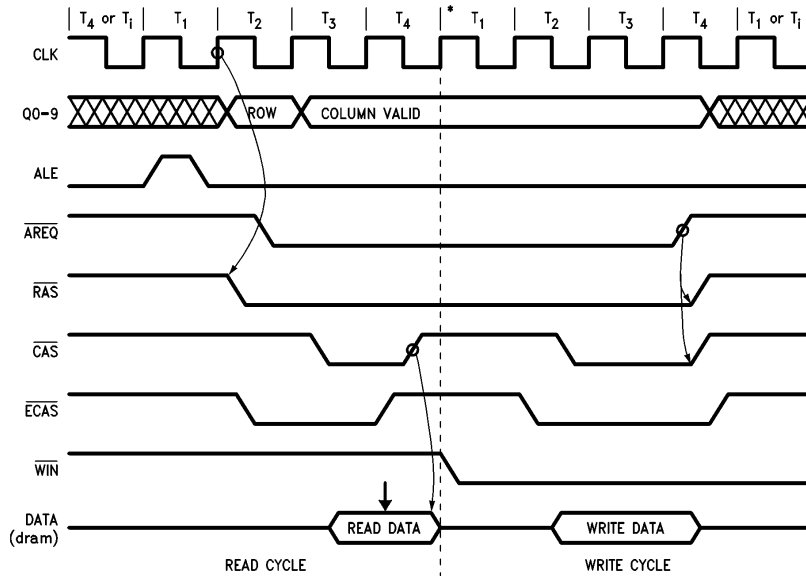 T4 or Ti T1 T2 T3 T4 * T1 T2 T3 T4 T1 or Ti
CLK
Q0-9 ROW COLUMN VALID
ALE
AREQ
RAS
CAS
ECAS
WIN
DATA READ DATA WRITE DATA
(dram)
READ CYCLE WRITE CYCLE